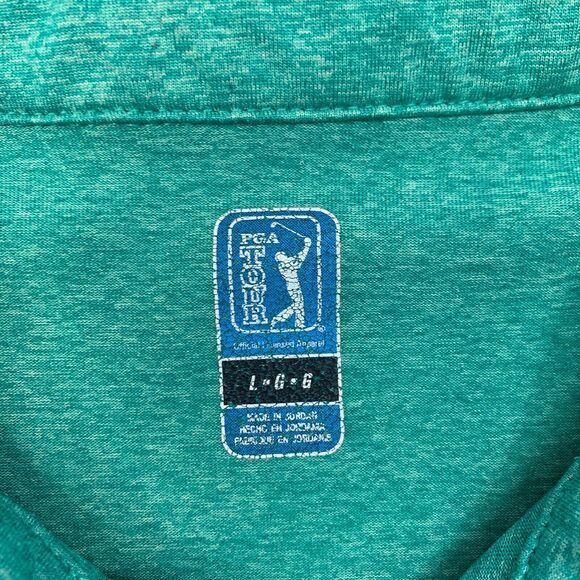 PGA
TOUR
®
Official Licensed Apparel
L • G • G
MADE IN JORDAN
HECHO EN JORDANIA
FABRIQUE EN JORDANIE